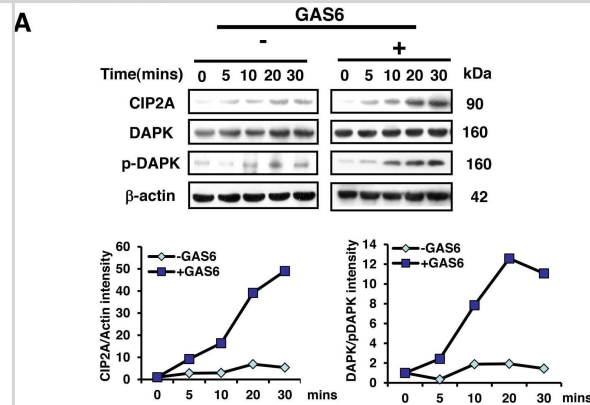 A
GAS6
- +
Time(mins) 0 5 10 20 30 0 5 10 20 30 kDa
CIP2A 90
DAPK 160
p-DAPK 160
β-actin 42
CIP2A/Actin intensity
60
50
40
30
20
10
0
-GAS6
+GAS6
0 5 10 20 30 mins
DAPK/pDAPK intensity
14
12
10
8
6
4
2
0
-GAS6
+GAS6
0 5 10 20 30 mins